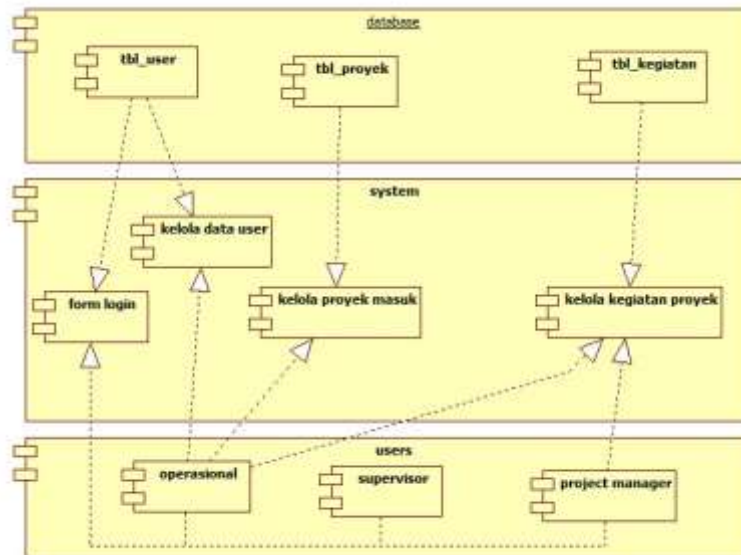 database
tbl_user
tbl_proyek
tbl_kegiatan
system
kelola data user
form login
kelola proyek masuk
kelola kegiatan proyek
users
operasional
supervisor
project manager